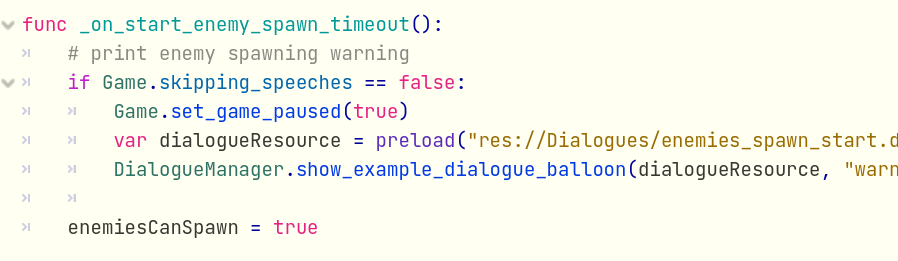 func _on_start_enemy_spawn_timeout():
# print enemy spawning warning
if Game.skipping_speeches == false:
Game.set_game_paused(true)
var dialogueResource = preload("res://Dialogues/enemies_spawn_start.d
DialogueManager.show_example_dialogue_balloon(dialogueResource, "warn
enemiesCanSpawn = true